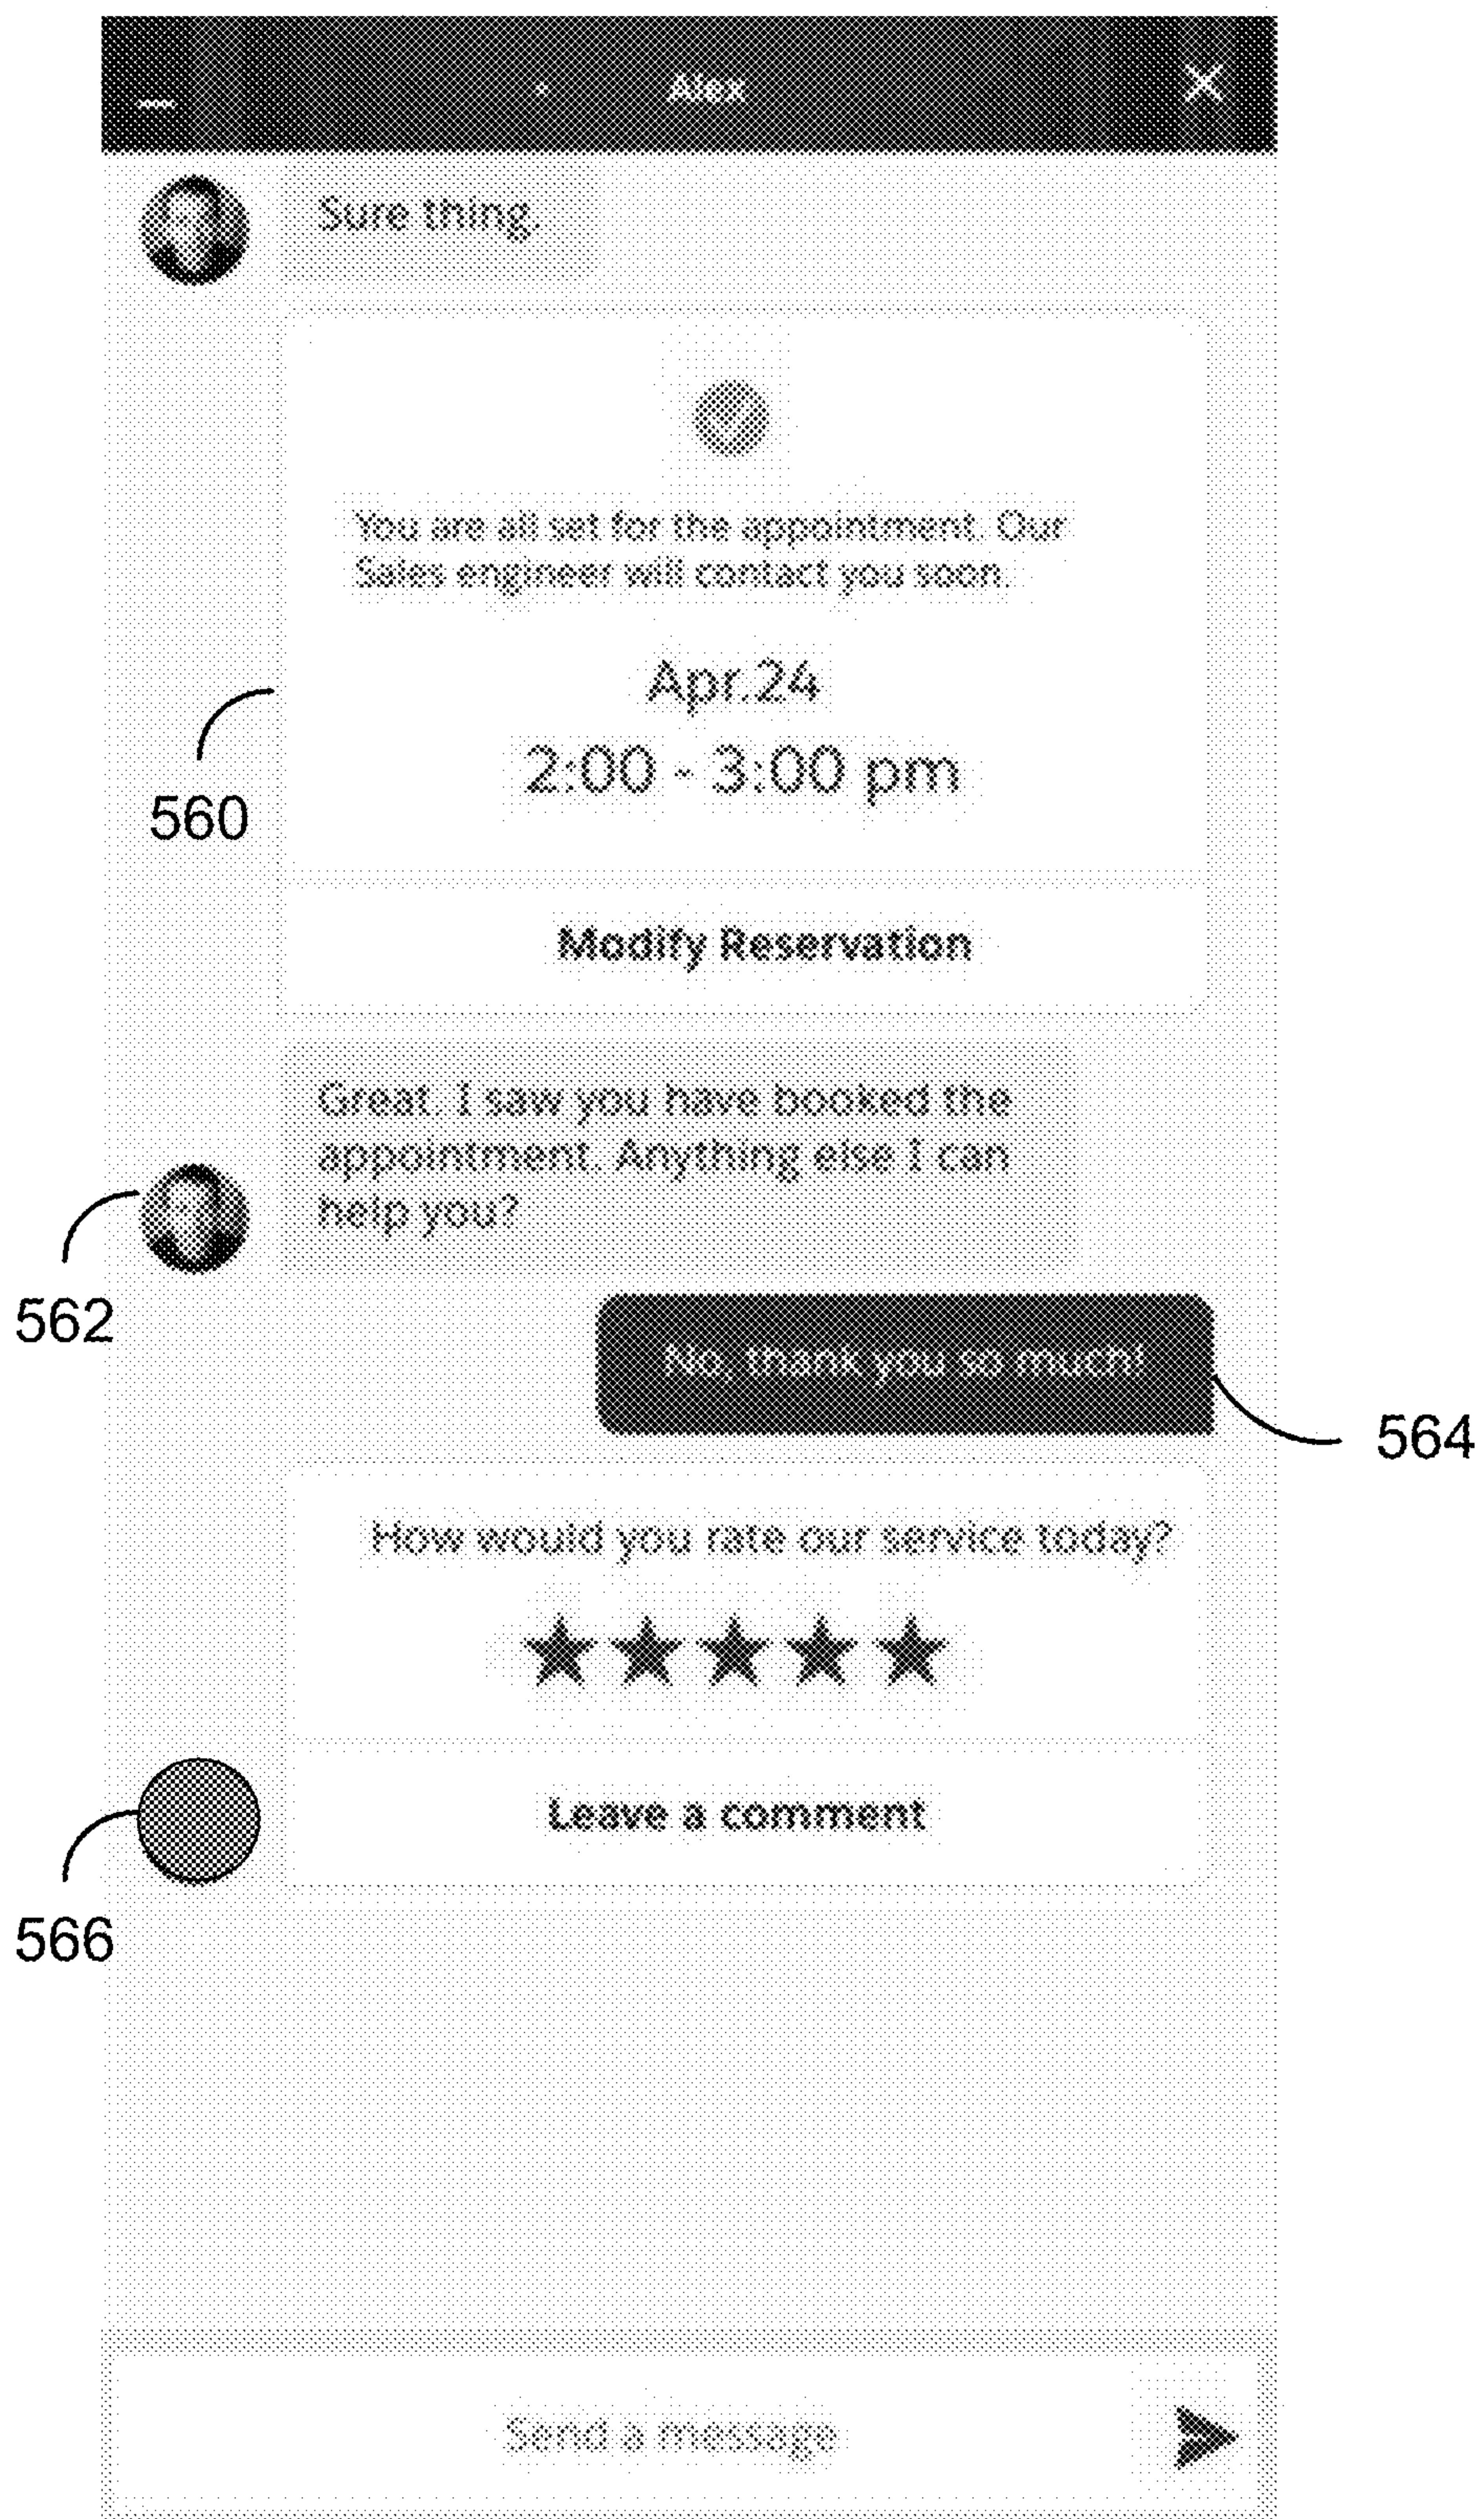 Alex
Sure thing.
You are all set for the appointment. Our
Sales engineer will contact you soon.
Apr.24
2:00 - 3:00 pm
560
Modify Reservation
Great. I saw you have booked the
appointment. Anything else I can
help you?
562
No, thank you so much!
564
How would you rate our service today?
Leave a comment
566
Send a message